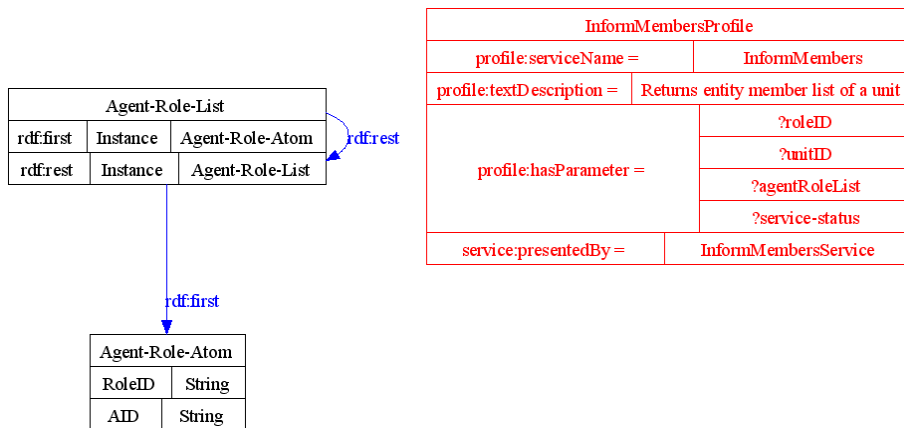 Agent-Role-List
rdf:first Instance Agent-Role-Atom
rdf:rest Instance Agent-Role-List
rdf:rest
rdf:first
Agent-Role-Atom
RoleID String
AID String
InformMembersProfile
profile:serviceName = InformMembers
profile:textDescription = Returns entity member list of a unit
profile:hasParameter =
?roleID
?unitID
?agentRoleList
?service-status
service:presentedBy = InformMembersService